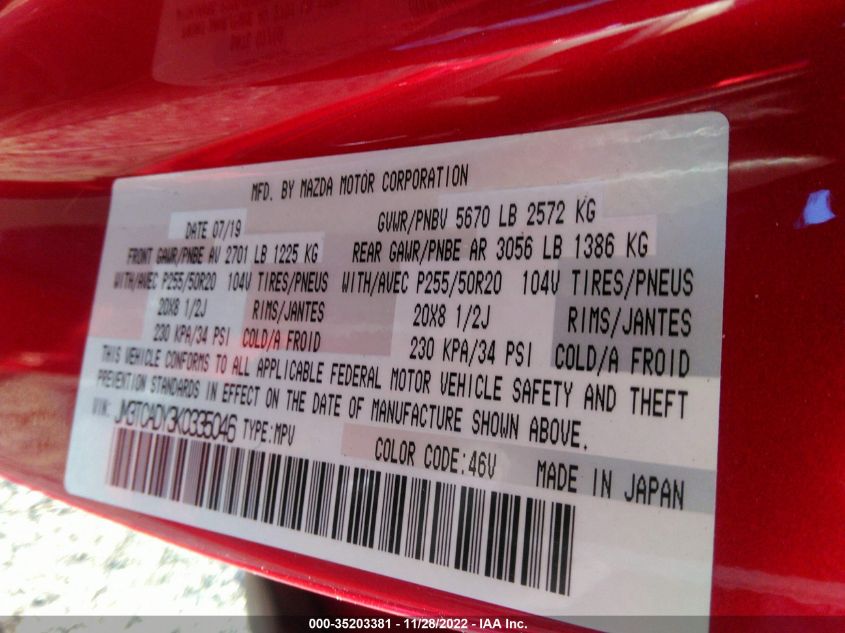 MFD. BY MAZDA MOTOR CORPORATION
DATE 07/19 GVWR/PNBV 5670 LB 2572 KG
FRONT GAWR/PNBE AV 2701 LB 1225 KG REAR GAWR/PNBE AR 3056 LB 1386 KG
WITH/AVEC P255/50R20 104V TIRES/PNEUS WITH/AVEC P255/50R20 104V TIRES/PNEUS
20X8 1/2J RIMS/JANTES 20X8 1/2J RIMS/JANTES
230 KPA/34 PSI COLD/A FROID 230 KPA/34 PSI COLD/A FROID
THIS VEHICLE CONFORMS TO ALL APPLICABLE FEDERAL MOTOR VEHICLE SAFETY AND THEFT
PREVENTION STANDARDS IN EFFECT ON THE DATE OF MANUFACTURE SHOWN ABOVE.
VIN: JM3TCADY3K0335046 TYPE:MPV
COLOR CODE:46V MADE IN JAPAN
000-35203381 - 11/28/2022 - IAA Inc.